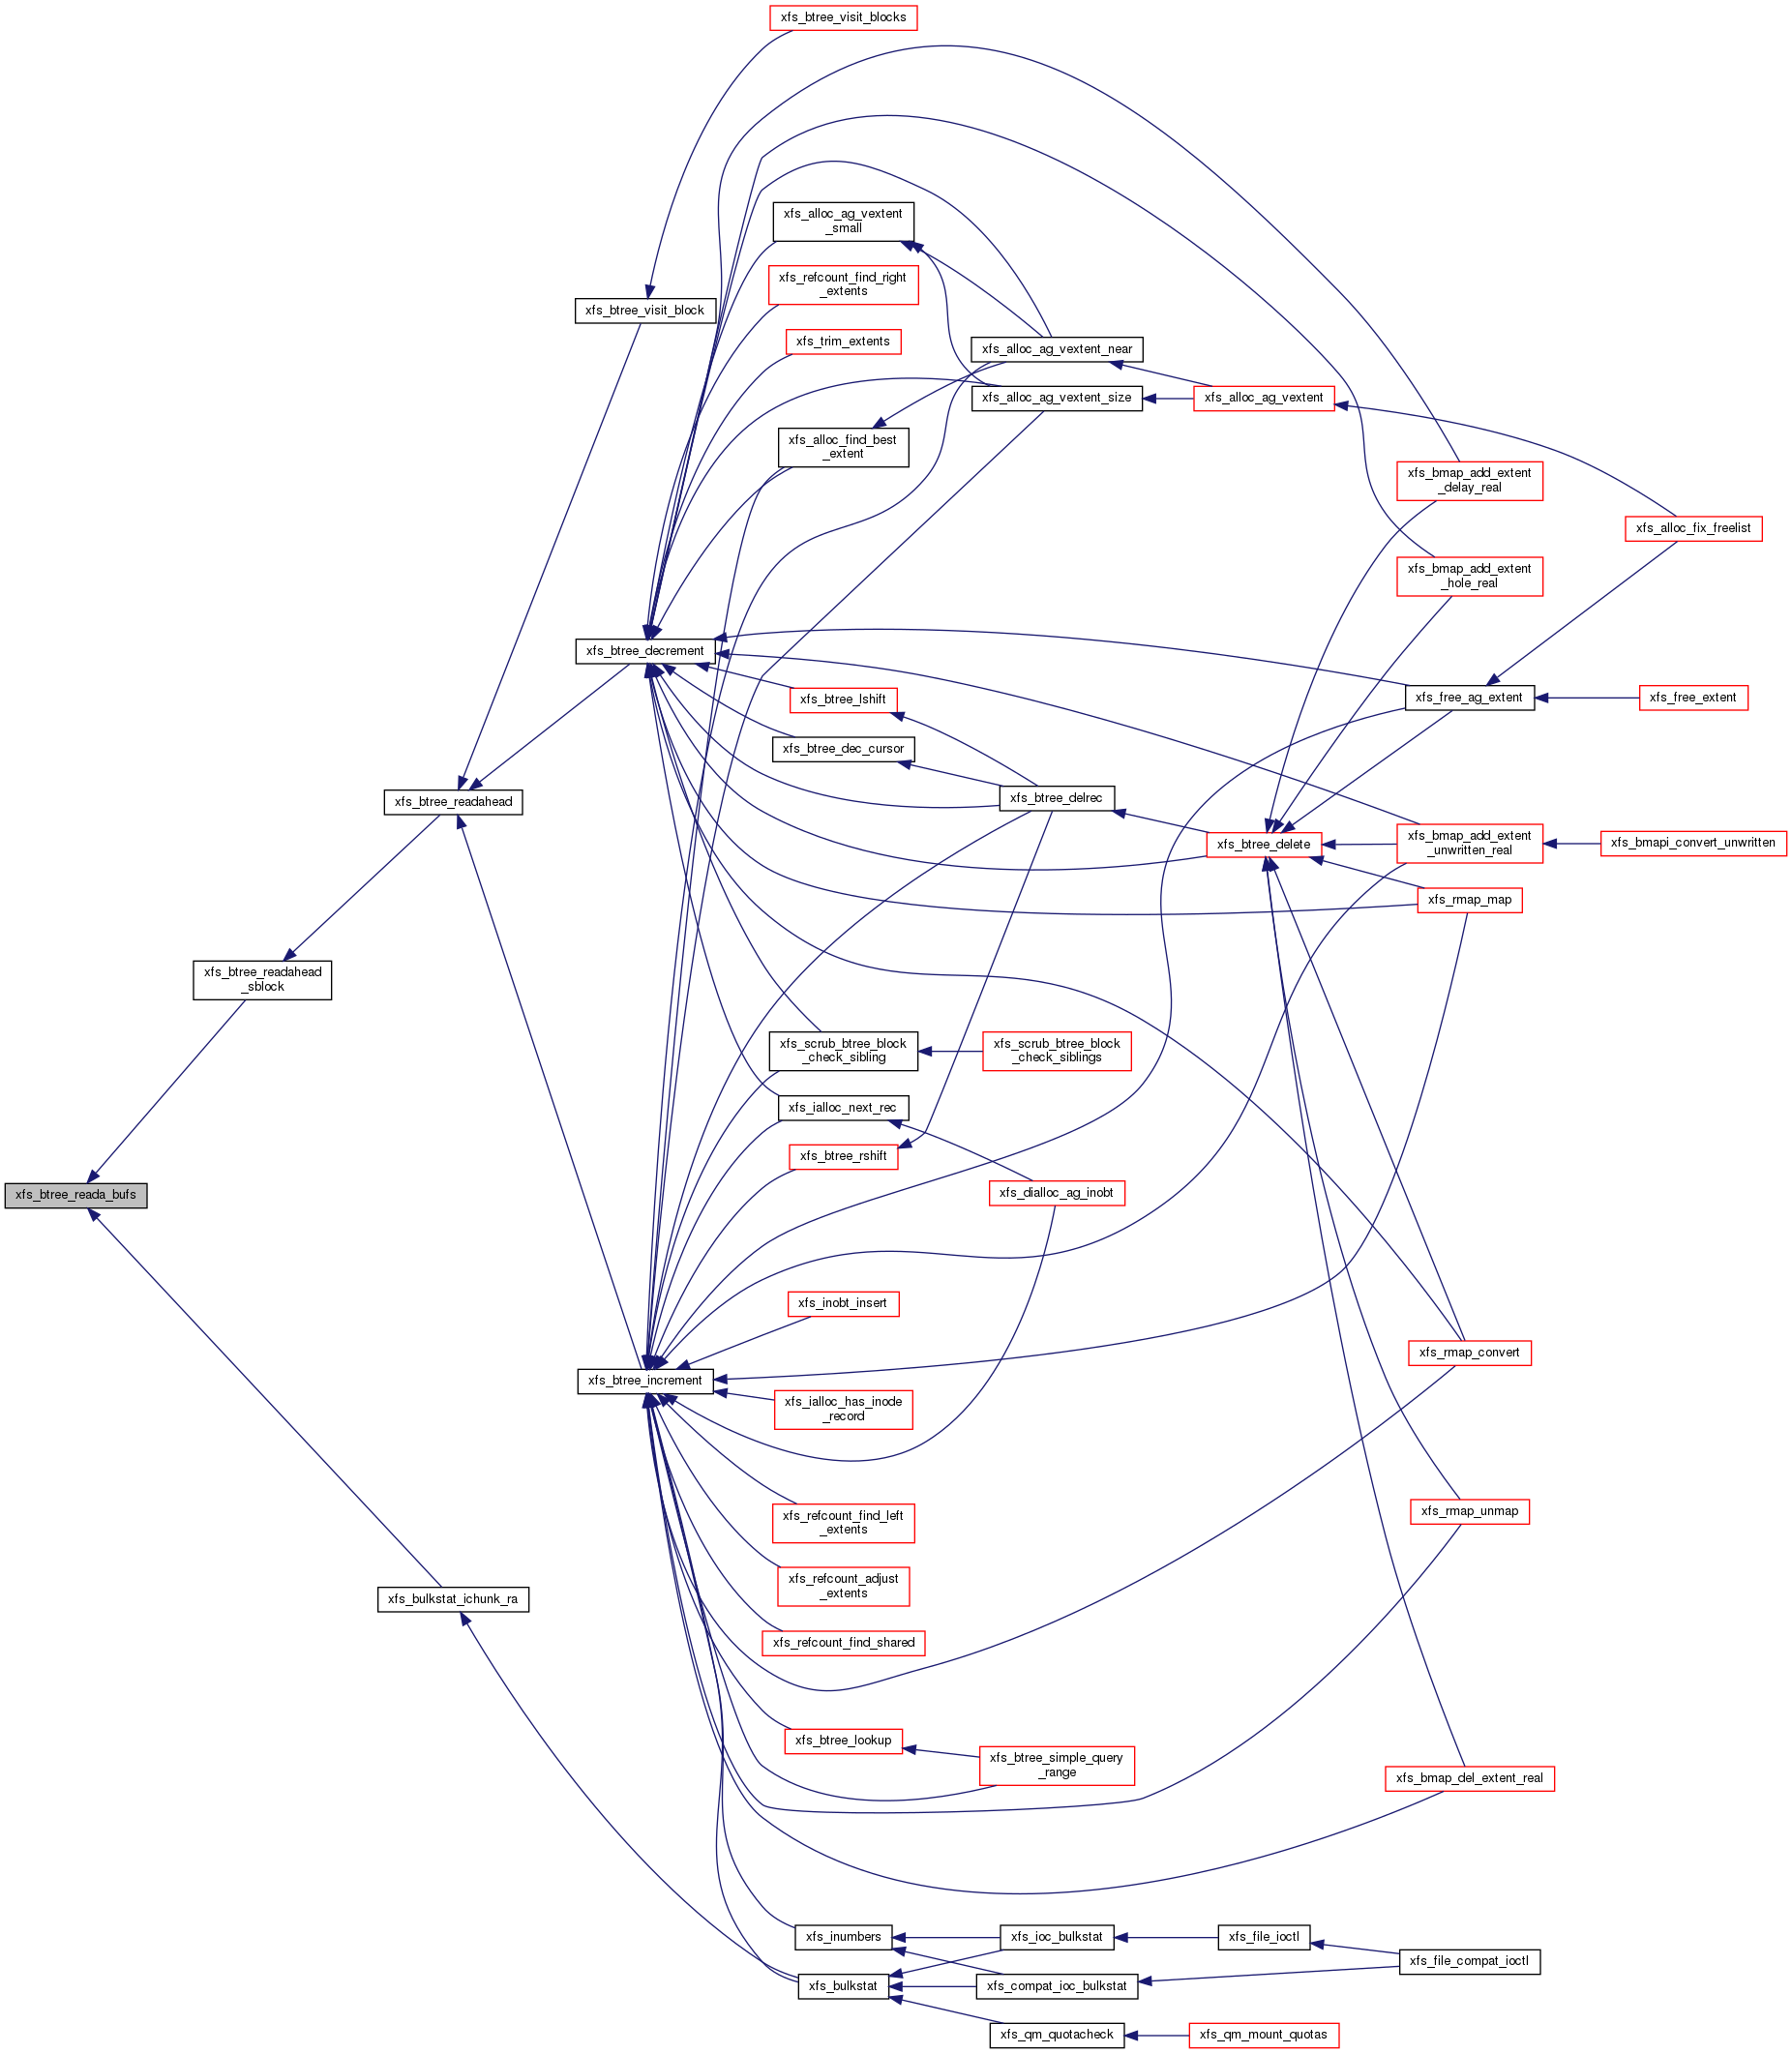 xfs_btree_visit_blocks
xfs_alloc_ag_vextent
_small
xfs_refcount_find_right
_extents
xfs_btree_visit_block
xfs_trim_extents
xfs_alloc_ag_vextent_near
xfs_alloc_ag_vextent_size
xfs_alloc_ag_vextent
xfs_alloc_find_best
_extent
xfs_bmap_add_extent
_delay_real
xfs_alloc_fix_freelist
xfs_bmap_add_extent
_hole_real
xfs_btree_decrement
xfs_btree_lshift
xfs_free_ag_extent
xfs_free_extent
xfs_btree_dec_cursor
xfs_btree_readahead
xfs_btree_delrec
xfs_btree_delete
xfs_bmap_add_extent
_unwritten_real
xfs_bmapi_convert_unwritten
xfs_rmap_map
xfs_btree_readahead
_sblock
xfs_scrub_btree_block
_check_sibling
xfs_scrub_btree_block
_check_siblings
xfs_ialloc_next_rec
xfs_btree_rshift
xfs_dialloc_ag_inobt
xfs_btree_reada_bufs
xfs_inobt_insert
xfs_rmap_convert
xfs_btree_increment
xfs_ialloc_has_inode
_record
xfs_refcount_find_left
_extents
xfs_rmap_unmap
xfs_refcount_adjust
_extents
xfs_bulkstat_ichunk_ra
xfs_refcount_find_shared
xfs_btree_lookup
xfs_btree_simple_query
_range
xfs_bmap_del_extent_real
xfs_inumbers
xfs_ioc_bulkstat
xfs_file_ioctl
xfs_file_compat_ioctl
xfs_bulkstat
xfs_compat_ioc_bulkstat
xfs_qm_quotacheck
xfs_qm_mount_quotas